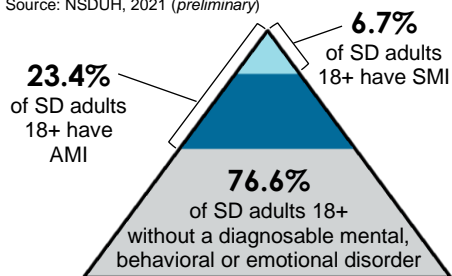 Source: NSDUH, 2021 (preliminary)
6.7%
of SD adults
18+ have SMI
23.4%
of SD adults
18+ have
AMI
76.6%
of SD adults 18+
without a diagnosable mental,
behavioral or emotional disorder